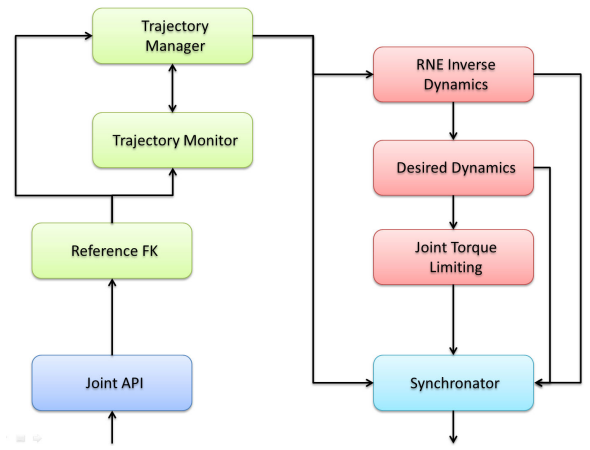 Trajectory
Manager
Trajectory Monitor
Reference FK
Joint API
RNE Inverse
Dynamics
Desired Dynamics
Joint Torque
Limiting
Synchronator